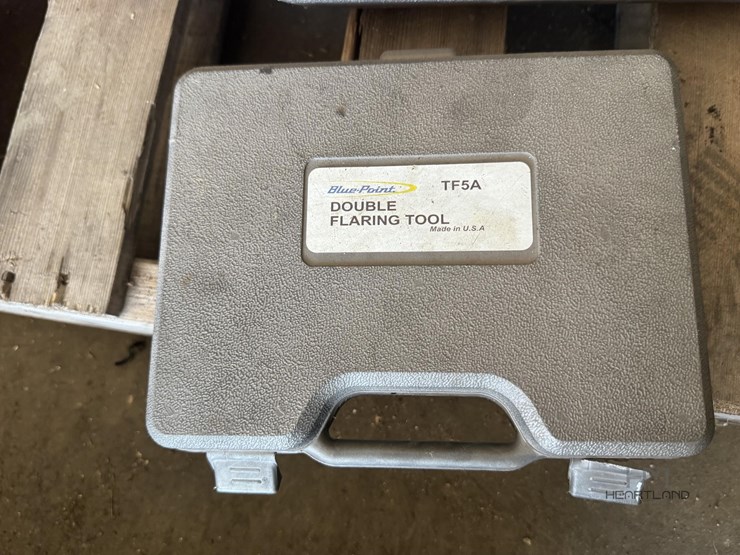 Blue-Point. TF5A
DOUBLE
FLARING TOOL
Made in U.S.A
HEARTLAND